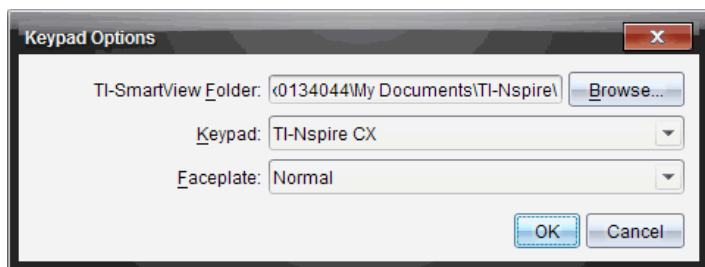 Keypad Options
TI-SmartView Folder: 0134044\My Documents\TI-Nspire\ Browse...
Keypad: TI-Nspire CX
Faceplate: Normal
OK Cancel